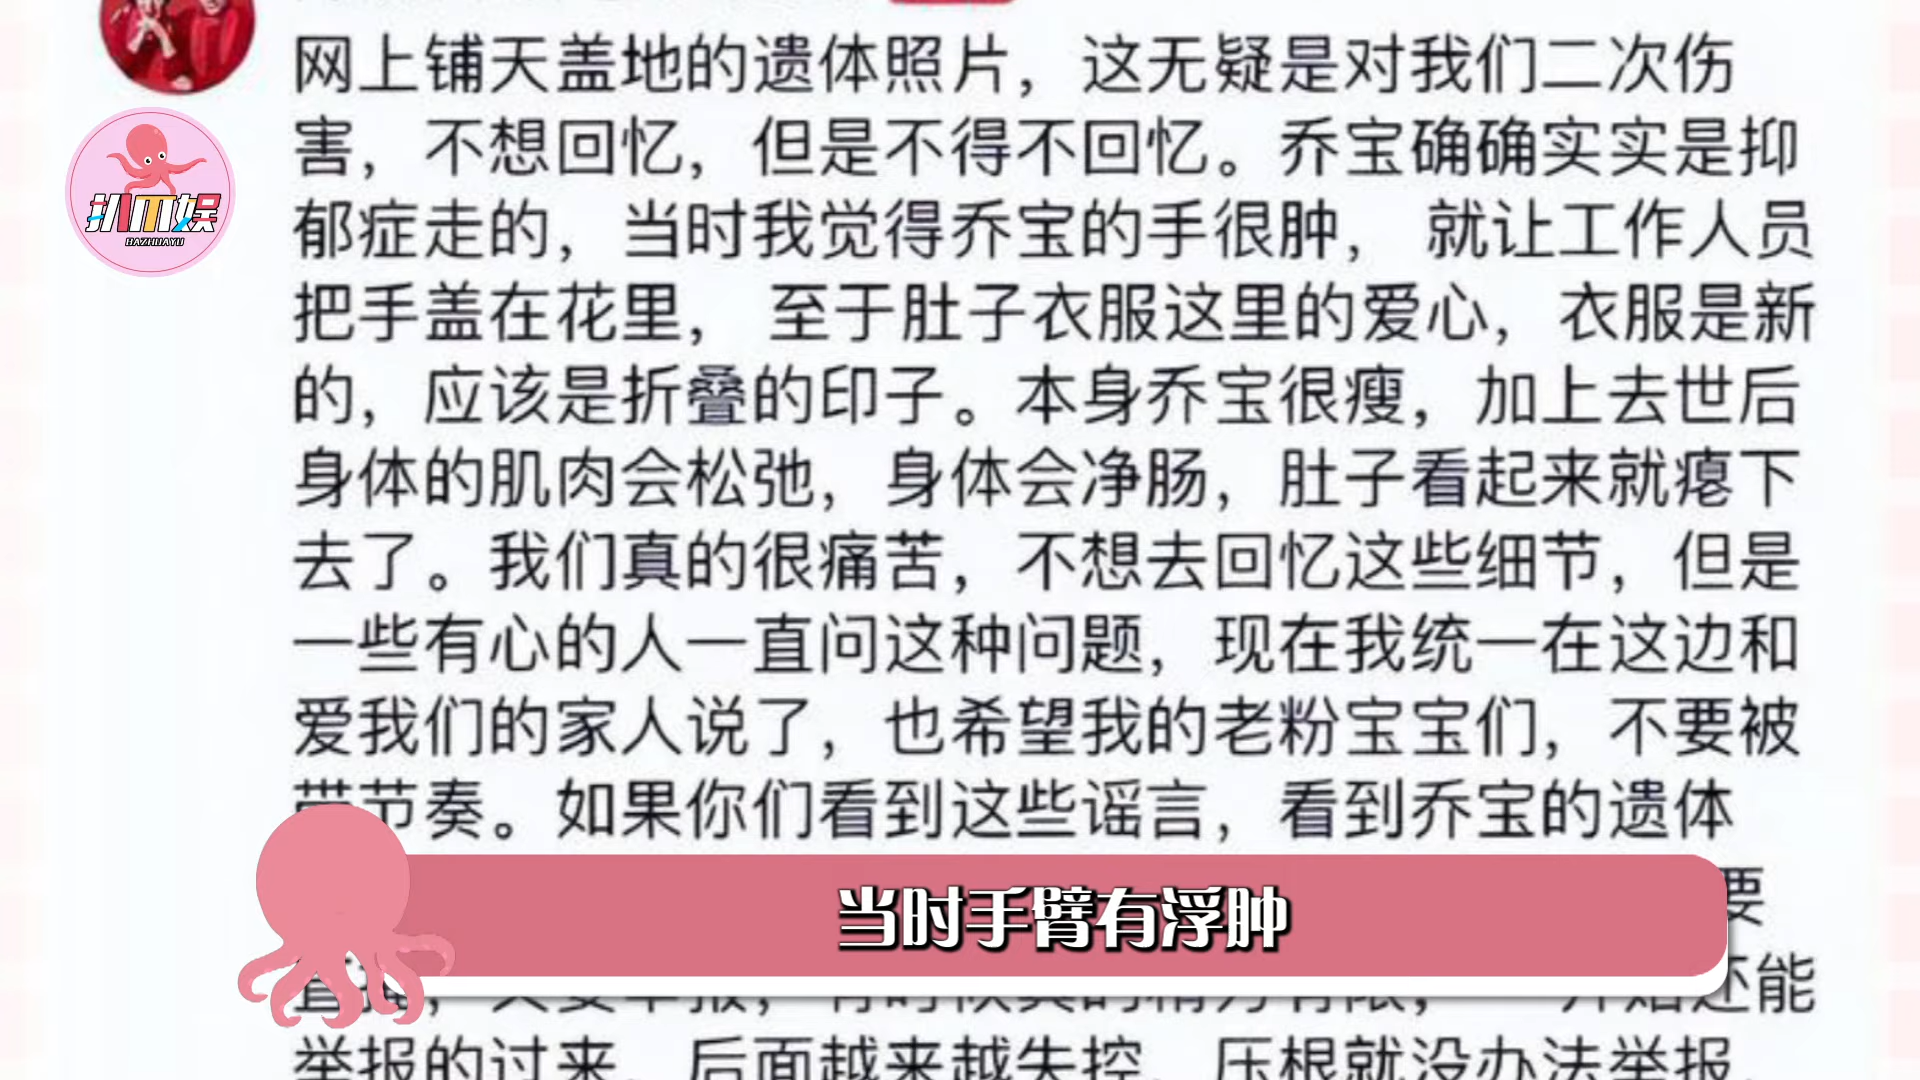 网上铺天盖地的遗体照片，这无疑是对我们二次伤
害，不想回忆，但是不得不回忆。乔宝确确实实是抑
郁症走的，当时我觉得乔宝的手很肿，就让工作人员
把手盖在花里，至于肚子衣服这里的爱心，衣服是新
的，应该是折叠的印子。本身乔宝很瘦，加上去世后
身体的肌肉会松弛，身体会净肠，肚子看起来就瘪下
去了。我们真的很痛苦，不想去回忆这些细节，但是
一些有心的人一直问这种问题，现在我统一在这边和
爱我们的家人说了，也希望我的老粉宝宝们，不要被
带节奏。如果你们看到这些谣言，看到乔宝的遗体
要
当时手臂有浮肿
还能
举报的过来，后面越来越失控，压根就没办法举报，
扒爪娱
BAZHUAYU